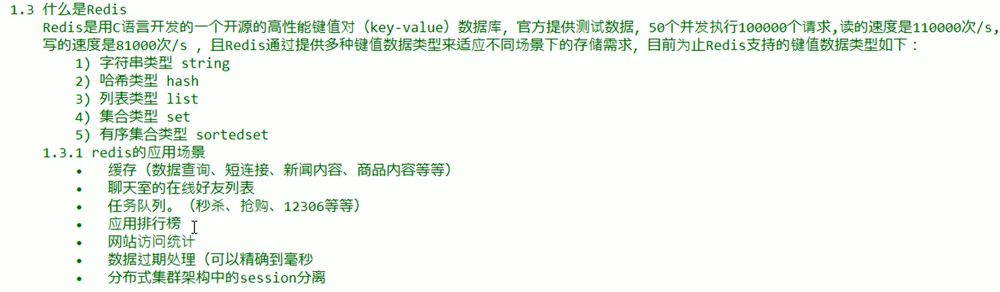 1.3 什么是Redis
Redis是用C语言开发的一个开源的高性能键值对（key-value）数据库，官方提供测试数据，50个并发执行100000个请求,读的速度是110000次/s,
写的速度是81000次/s ，且Redis通过提供多种键值数据类型来适应不同场景下的存储需求，目前为止Redis支持的键值数据类型如下：
1) 字符串类型 string
2) 哈希类型 hash
3) 列表类型 list
4) 集合类型 set
5) 有序集合类型 sortedset
1.3.1 redis的应用场景
• 缓存（数据查询、短连接、新闻内容、商品内容等等）
• 聊天室的在线好友列表
• 任务队列。（秒杀、抢购、12306等等）
• 应用排行榜
• 网站访问统计
• 数据过期处理（可以精确到毫秒
• 分布式集群架构中的session分离